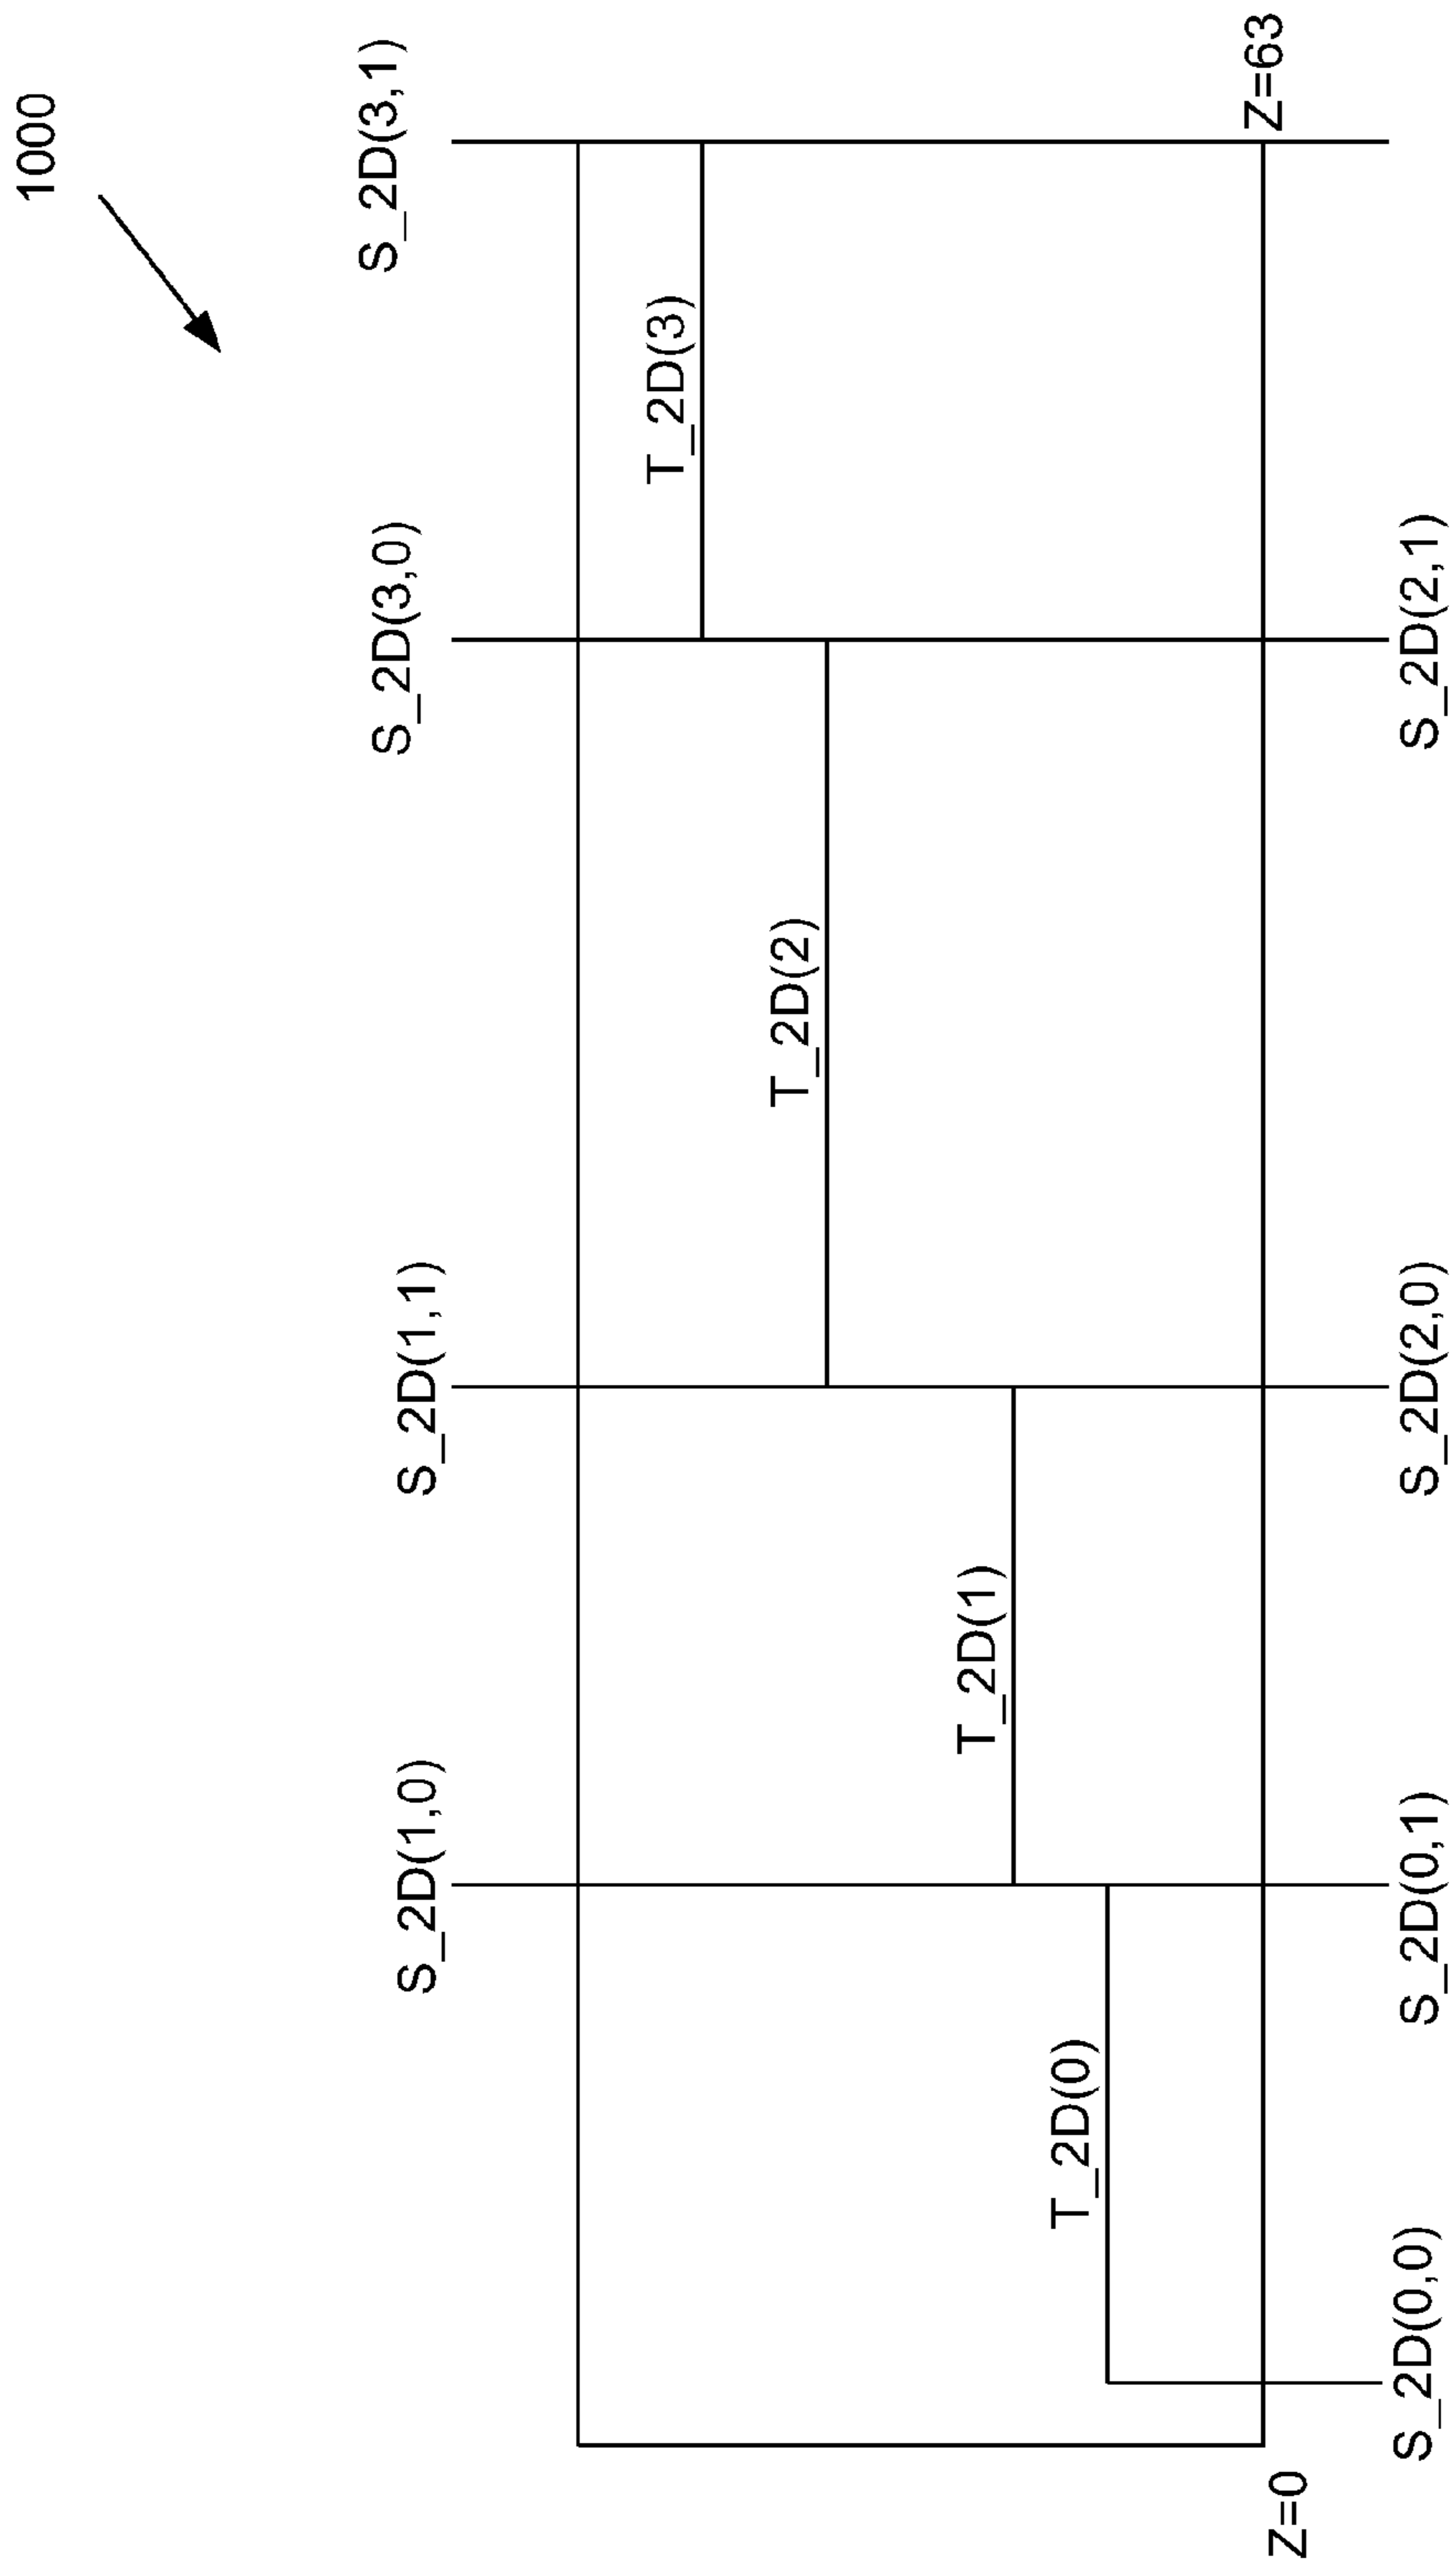 1000
S_2D(1,0)
S_2D(1,1)
S_2D(3,0)
S_2D(3,1)
T_2D(3)
T_2D(2)
T_2D(1)
T_2D(0)
Z=0
Z=63
S_2D(0,0)
S_2D(0,1)
S_2D(2,0)
S_2D(2,1)